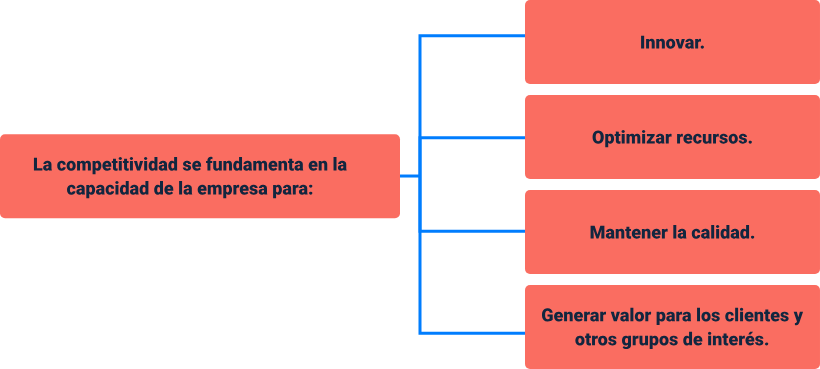 La competitividad se fundamenta en la
capacidad de la empresa para:
Innovar.
Optimizar recursos.
Mantener la calidad.
Generar valor para los clientes y
otros grupos de interés.